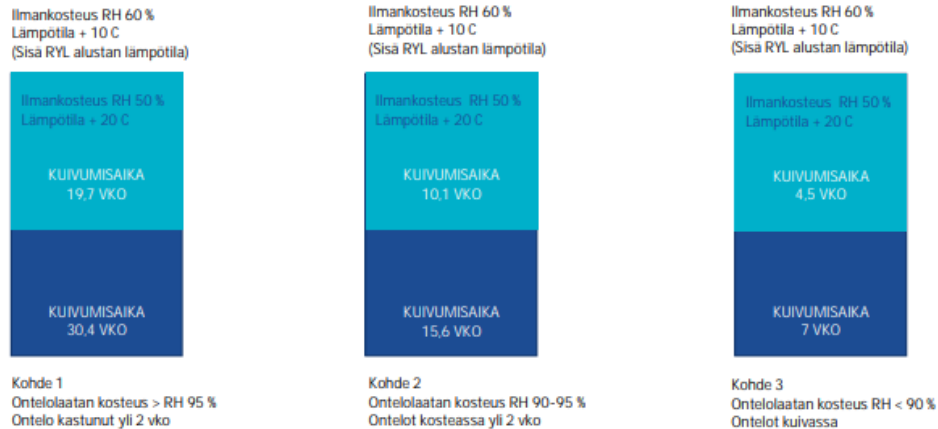 Ilmankosteus RH 60 %
Lämpötila + 10 C
(Sisä RYL alustan lämpötila)
Ilmankosteus RH 50 %
Lämpötila + 20 C
KUIVUMISAIKA
19,7 VKO
KUIVUMISAIKA
30,4 VKO
Kohde 1
Ontelolaatan kosteus > RH 95 %
Ontelo kastunut yli 2 vko
Ilmankosteus RH 60 %
Lämpötila + 10 C
(Sisä RYL alustan lämpötila)
Ilmankosteus RH 50 %
Lämpötila + 20 C
KUIVUMISAIKA
10,1 VKO
KUIVUMISAIKA
15,6 VKO
Kohde 2
Ontelolaatan kosteus RH 90-95 %
Ontelot kosteassa yli 2 vko
Ilmankosteus RH 60 %
Lämpötila + 10 C
(Sisä RYL alustan lämpötila)
Ilmankosteus RH 50 %
Lämpötila + 20 C
KUIVUMISAIKA
4,5 VKO
KUIVUMISAIKA
7 VKO
Kohde 3
Ontelolaatan kosteus RH < 90 %
Ontelot kuivassa